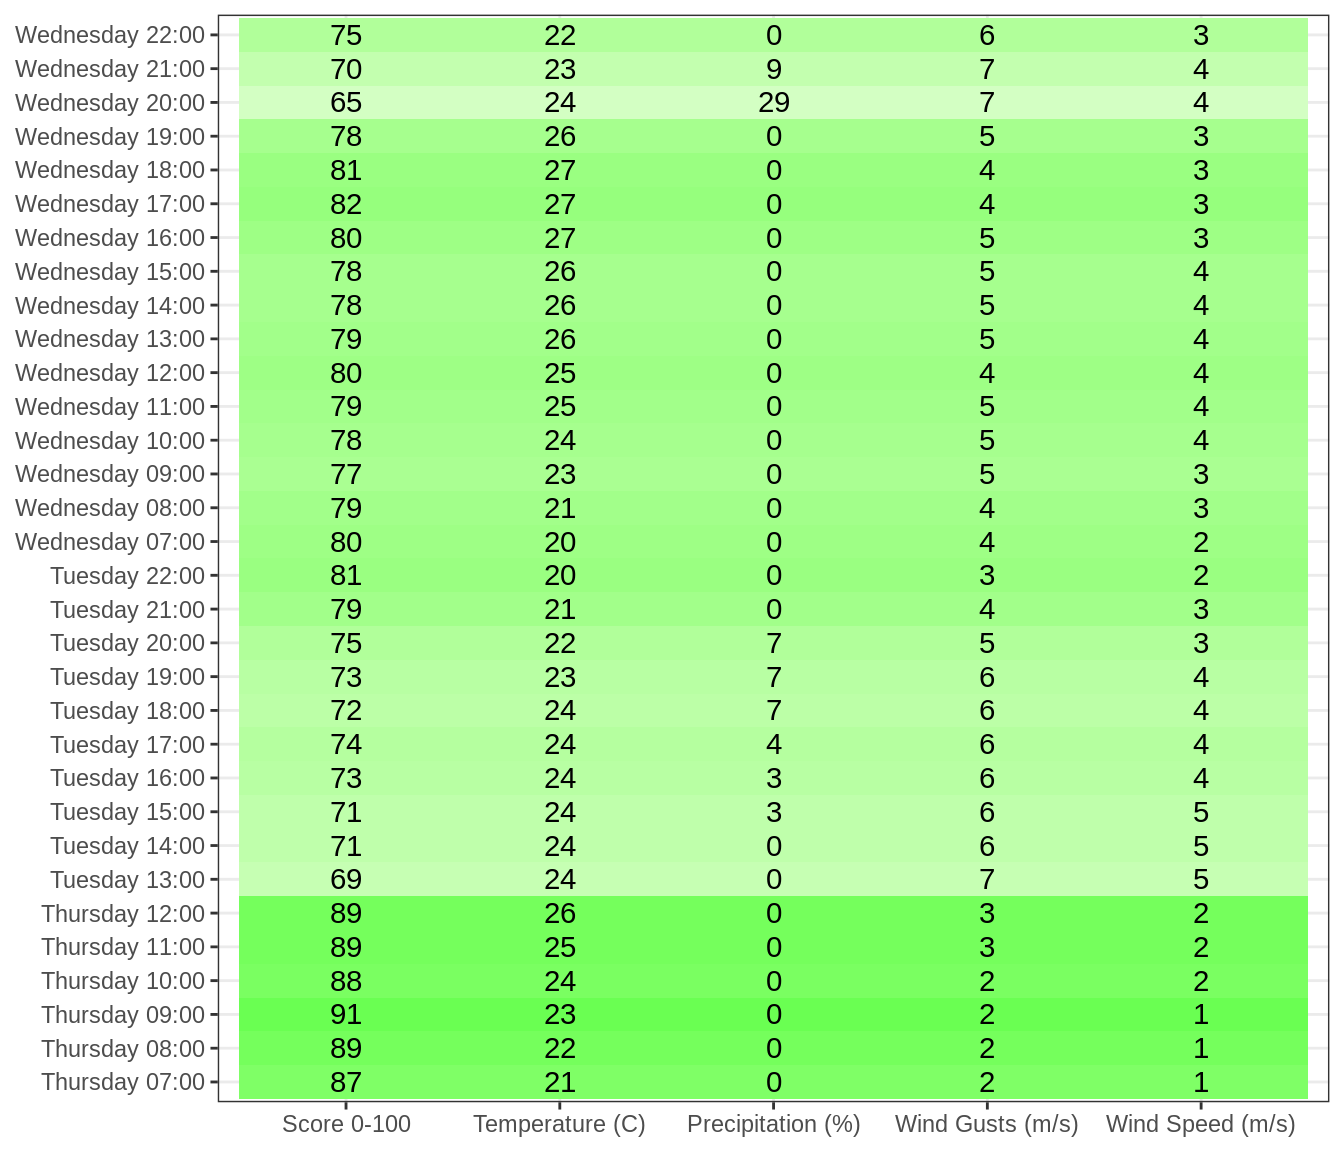 Wednesday 22:00 75 22 0 6 3
Wednesday 21:00 70 23 9 7 4
Wednesday 20:00 65 24 29 7 4
Wednesday 19:00 78 26 0 5 3
Wednesday 18:00 81 27 0 4 3
Wednesday 17:00 82 27 0 4 3
Wednesday 16:00 80 27 0 5 3
Wednesday 15:00 78 26 0 5 4
Wednesday 14:00 78 26 0 5 4
Wednesday 13:00 79 26 0 5 4
Wednesday 12:00 80 25 0 4 4
Wednesday 11:00 79 25 0 5 4
Wednesday 10:00 78 24 0 5 4
Wednesday 09:00 77 23 0 5 3
Wednesday 08:00 79 21 0 4 3
Wednesday 07:00 80 20 0 4 2
Tuesday 22:00 81 20 0 3 2
Tuesday 21:00 79 21 0 4 3
Tuesday 20:00 75 22 7 5 3
Tuesday 19:00 73 23 7 6 4
Tuesday 18:00 72 24 7 6 4
Tuesday 17:00 74 24 4 6 4
Tuesday 16:00 73 24 3 6 4
Tuesday 15:00 71 24 3 6 5
Tuesday 14:00 71 24 0 6 5
Tuesday 13:00 69 24 0 7 5
Thursday 12:00 89 26 0 3 2
Thursday 11:00 89 25 0 3 2
Thursday 10:00 88 24 0 2 2
Thursday 09:00 91 23 0 2 1
Thursday 08:00 89 22 0 2 1
Thursday 07:00 87 21 0 2 1
Score 0-100 Temperature (C) Precipitation (%) Wind Gusts (m/s) Wind Speed (m/s)